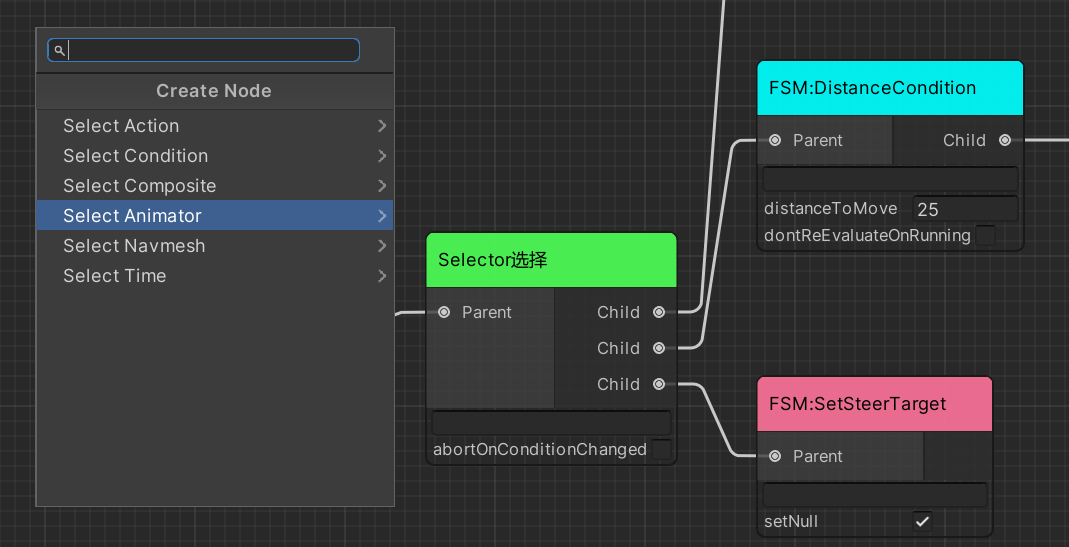 Create Node
Select Action
Select Condition
Select Composite
Select Animator
Select Navmesh
Select Time
Selector选择
Parent
Child
Child
Child
abortOnConditionChanged
FSM:DistanceCondition
Parent
Child
distanceToMove 25
dontReEvaluateOnRunning
FSM:SetSteerTarget
Parent
setNull